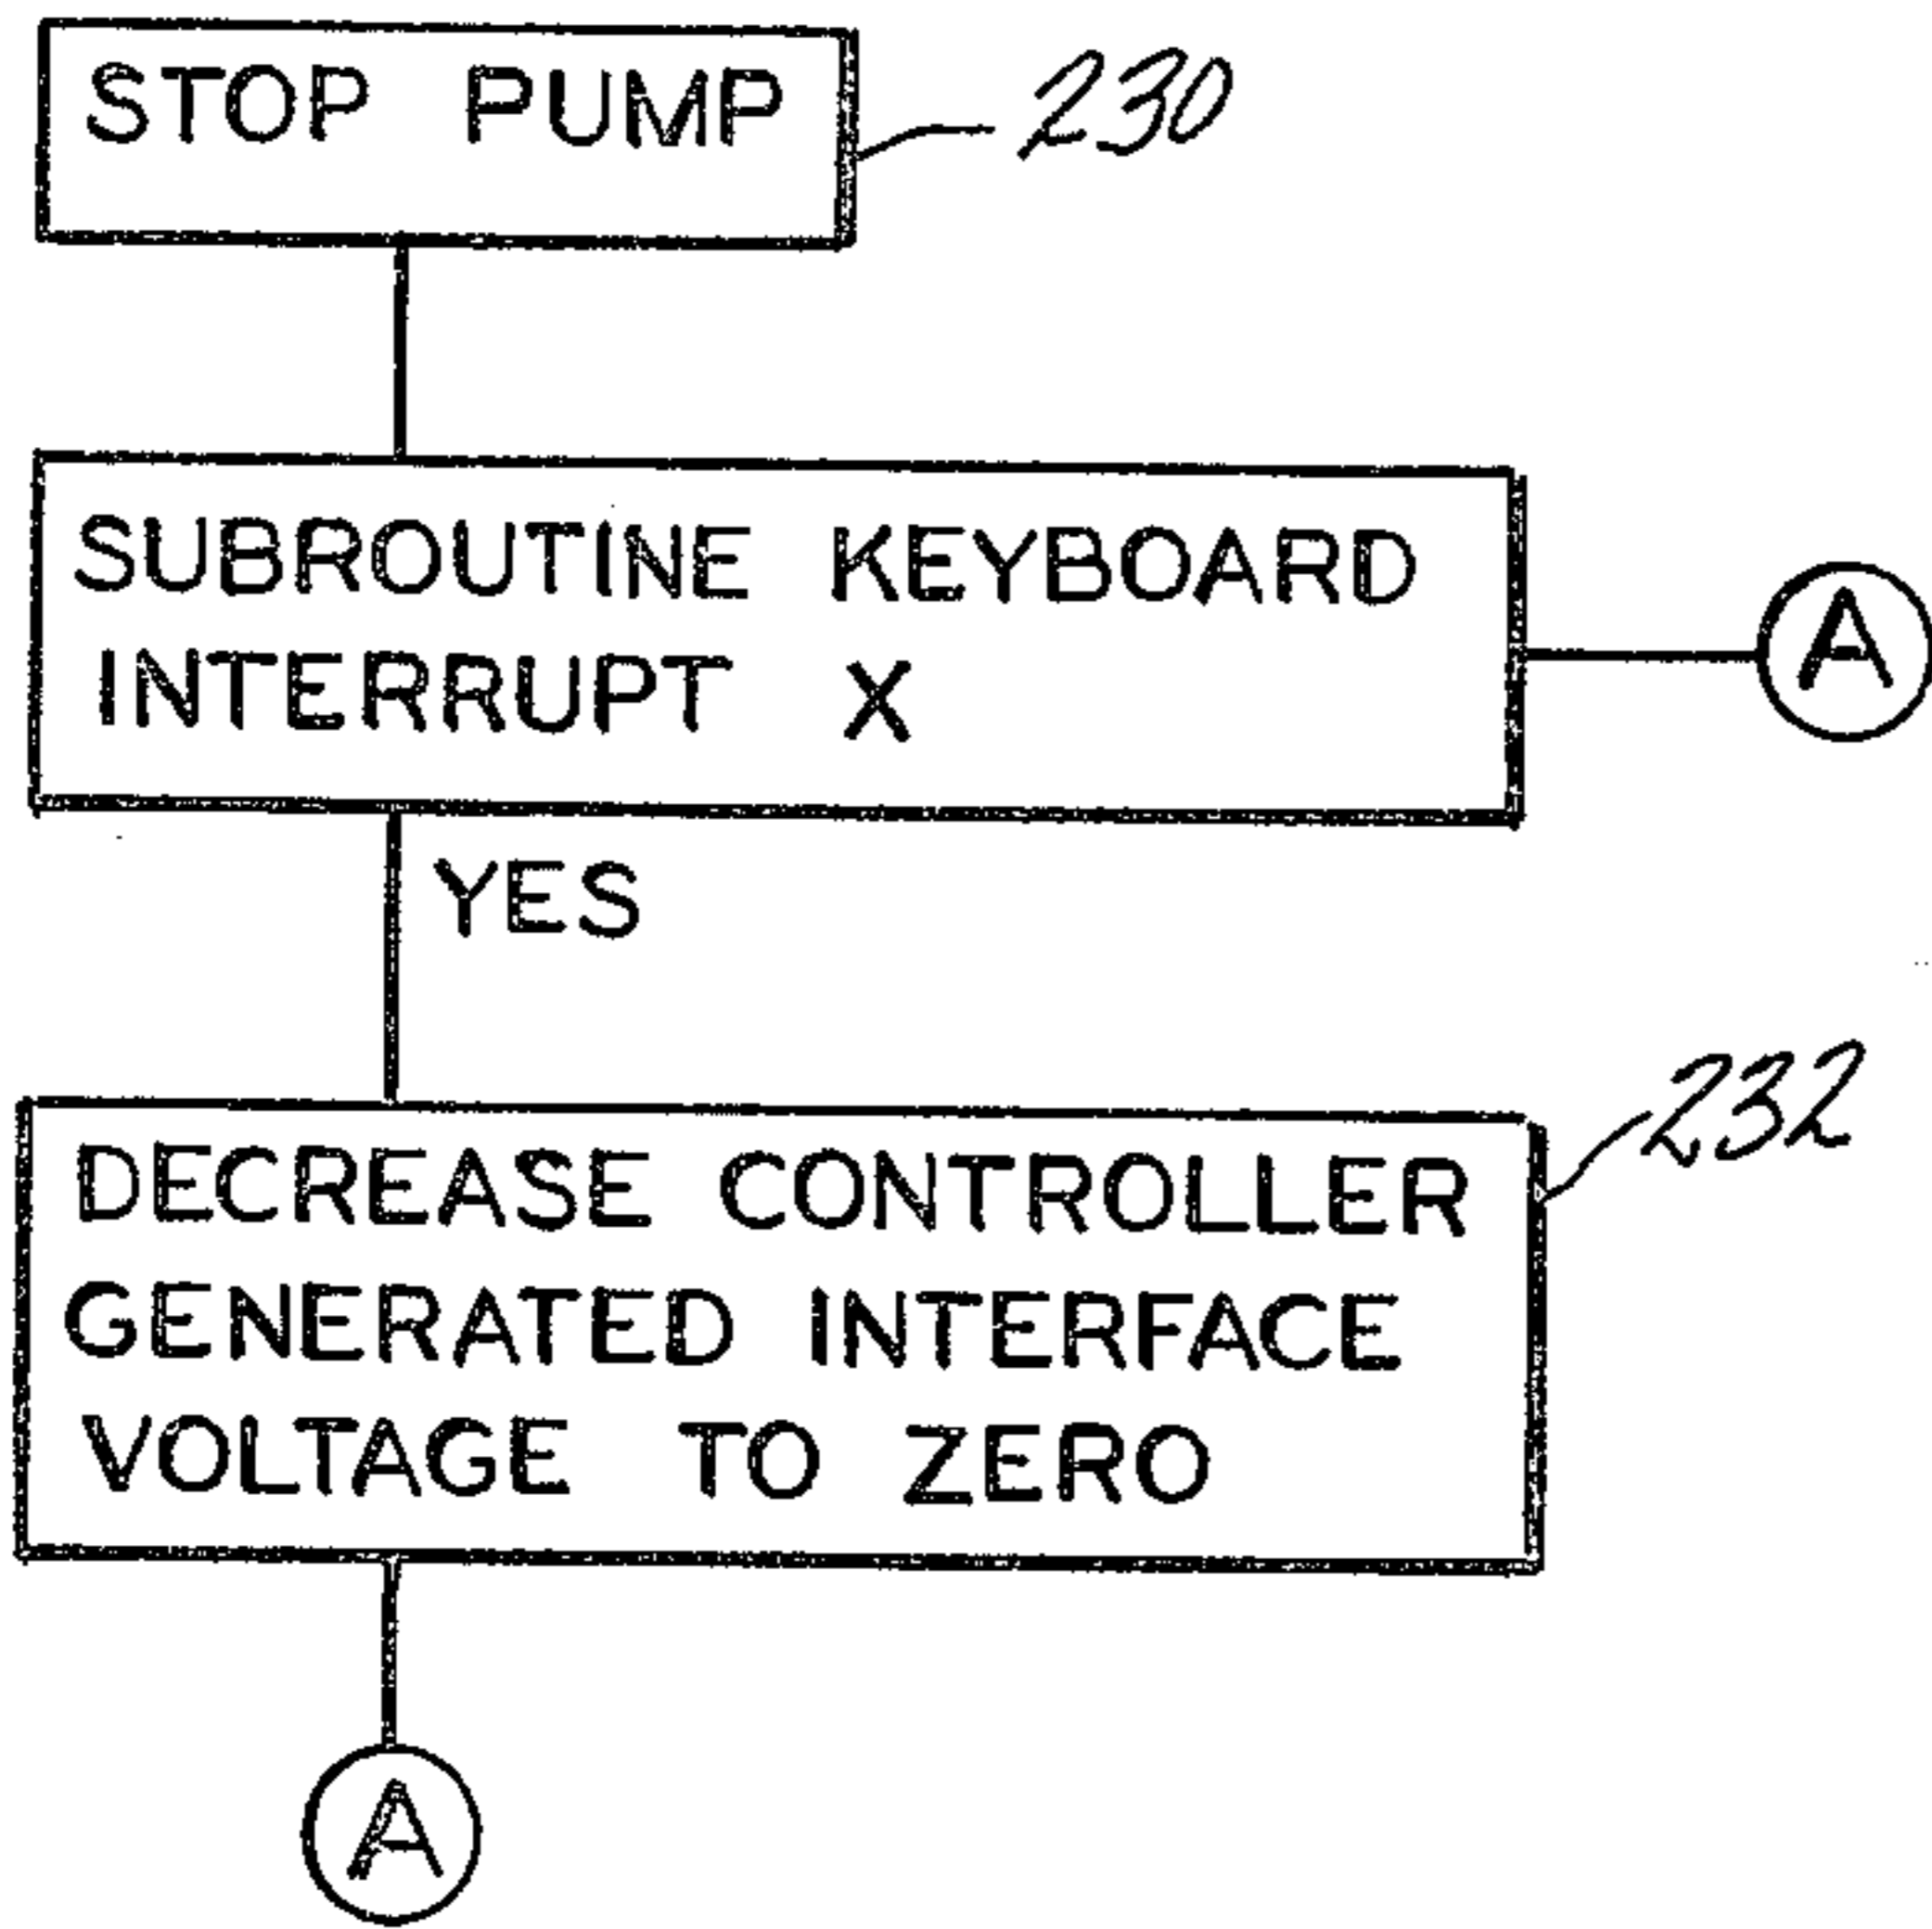 STOP PUMP
230
SUBROUTINE KEYBOARD
INTERRUPT X
A
YES
232
DECREASE CONTROLLER
GENERATED INTERFACE
VOLTAGE TO ZERO
A